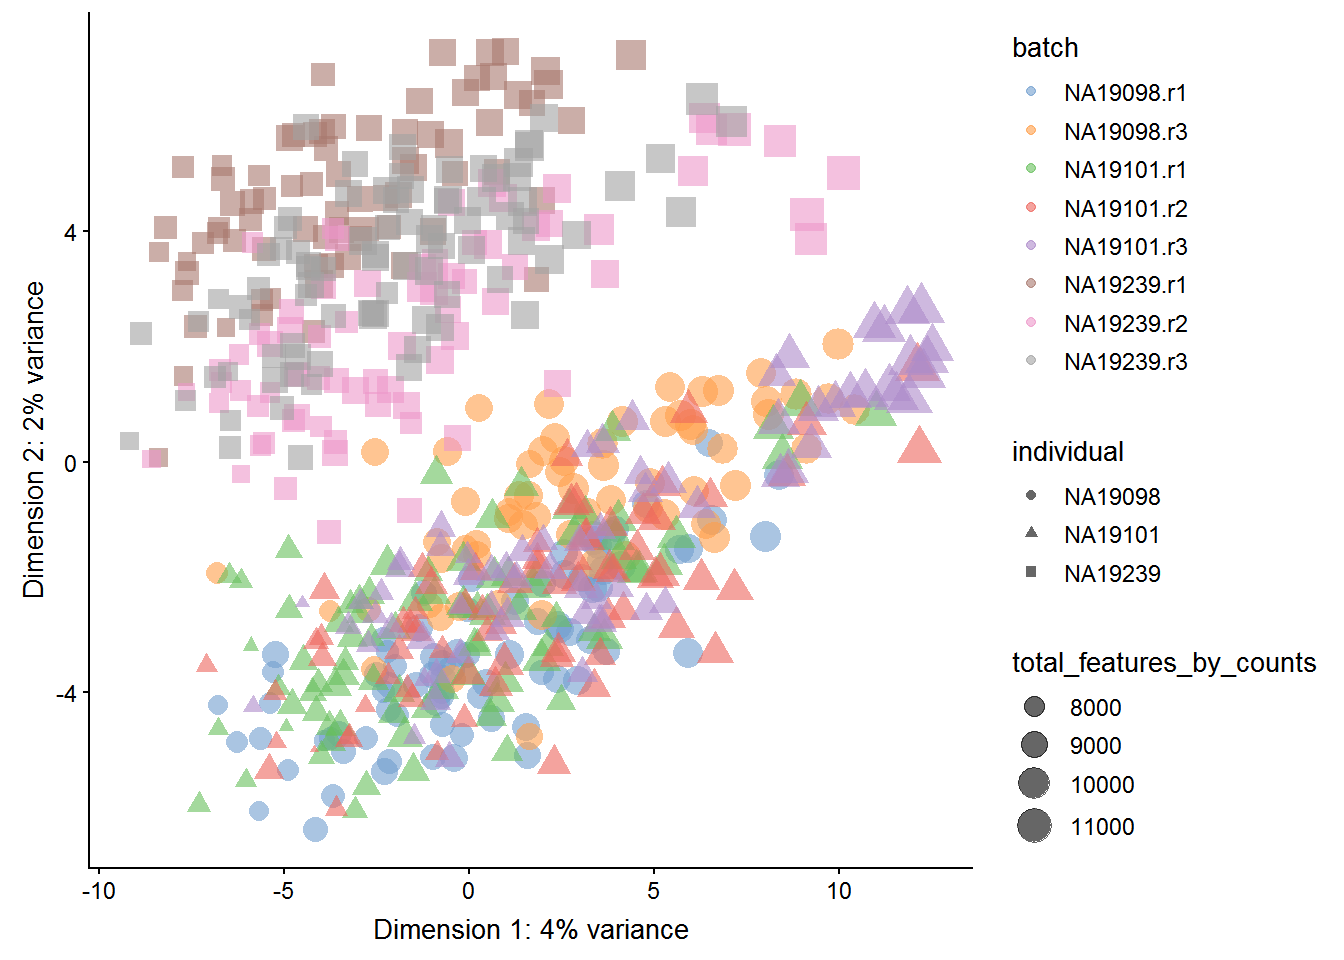 batch
NA19098.r1
NA19098.r3
NA19101.r1
NA19101.r2
NA19101.r3
NA19239.r1
NA19239.r2
NA19239.r3
individual
NA19098
NA19101
NA19239
total_features_by_counts
8000
9000
10000
11000
Dimension 2: 2% variance
4
0
-4
-10
-5
0
5
10
Dimension 1: 4% variance